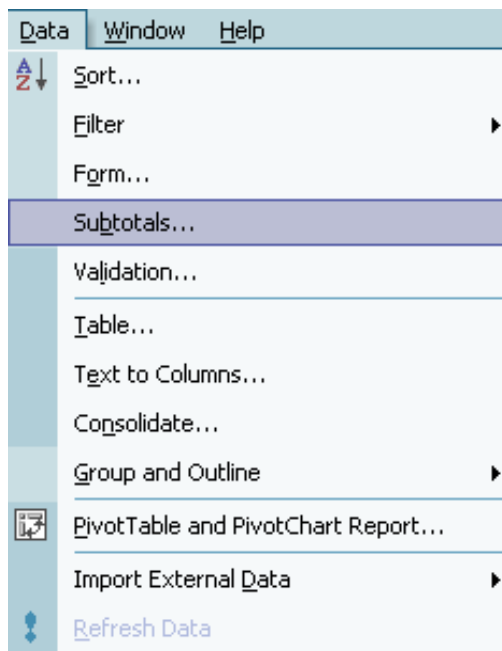 Data Window Help
Sort...
Filter
Form...
Subtotals...
Validation...
Table...
Text to Columns...
Consolidate...
Group and Outline
PivotTable and PivotChart Report...
Import External Data
Refresh Data